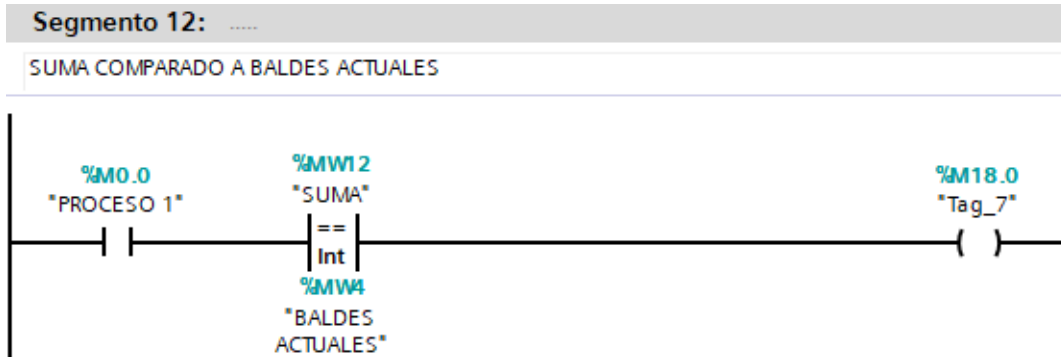 Segmento 12: .....
SUMA COMPARADO A BALDES ACTUALES
%M0.0
"PROCESO 1"
%MW12
"SUMA"
==
Int
%MW4
"BALDES
ACTUALES"
%M18.0
"Tag_7"